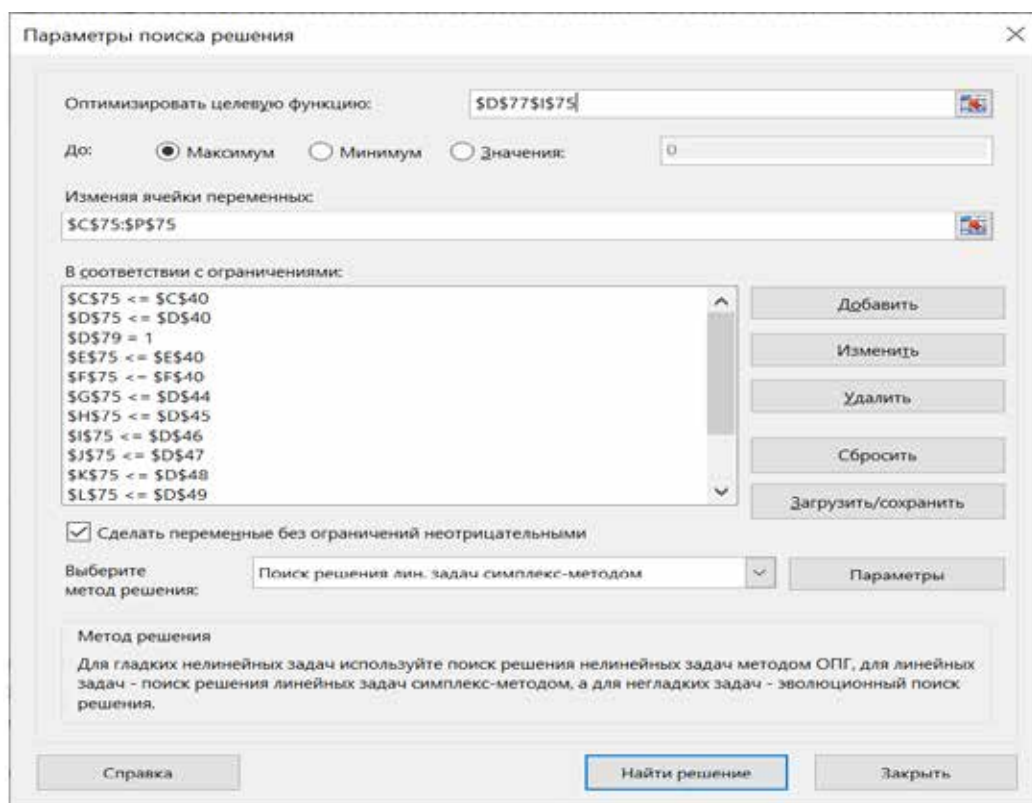 Параметры поиска решения
Оптимизировать целевую функцию: $D$77$I$75
До: Максимум Минимум Значения: 0
Изменяя ячейки переменных:
$C$75:$P$75
В соответствии с ограничениями:
$C$75 <= $C$40
$D$75 <= $D$40
$D$79 = 1
$E$75 <= $E$40
$F$75 <= $F$40
$G$75 <= $D$44
$H$75 <= $D$45
$I$75 <= $D$46
$J$75 <= $D$47
$K$75 <= $D$48
$L$75 <= $D$49
Добавить
Изменить
Удалить
Сбросить
Загрузить/сохранить
Сделать переменные без ограничений неотрицательными
Выберите
метод решения:
Поиск решения лин. задач симплекс-методом
Параметры
Метод решения
Для гладких нелинейных задач используйте поиск решения нелинейных задач методом ОПГ, для линейных
задач - поиск решения линейных задач симплекс-методом, а для негладких задач - эволюционный поиск
решения.
Справка
Найти решение
Закрыть